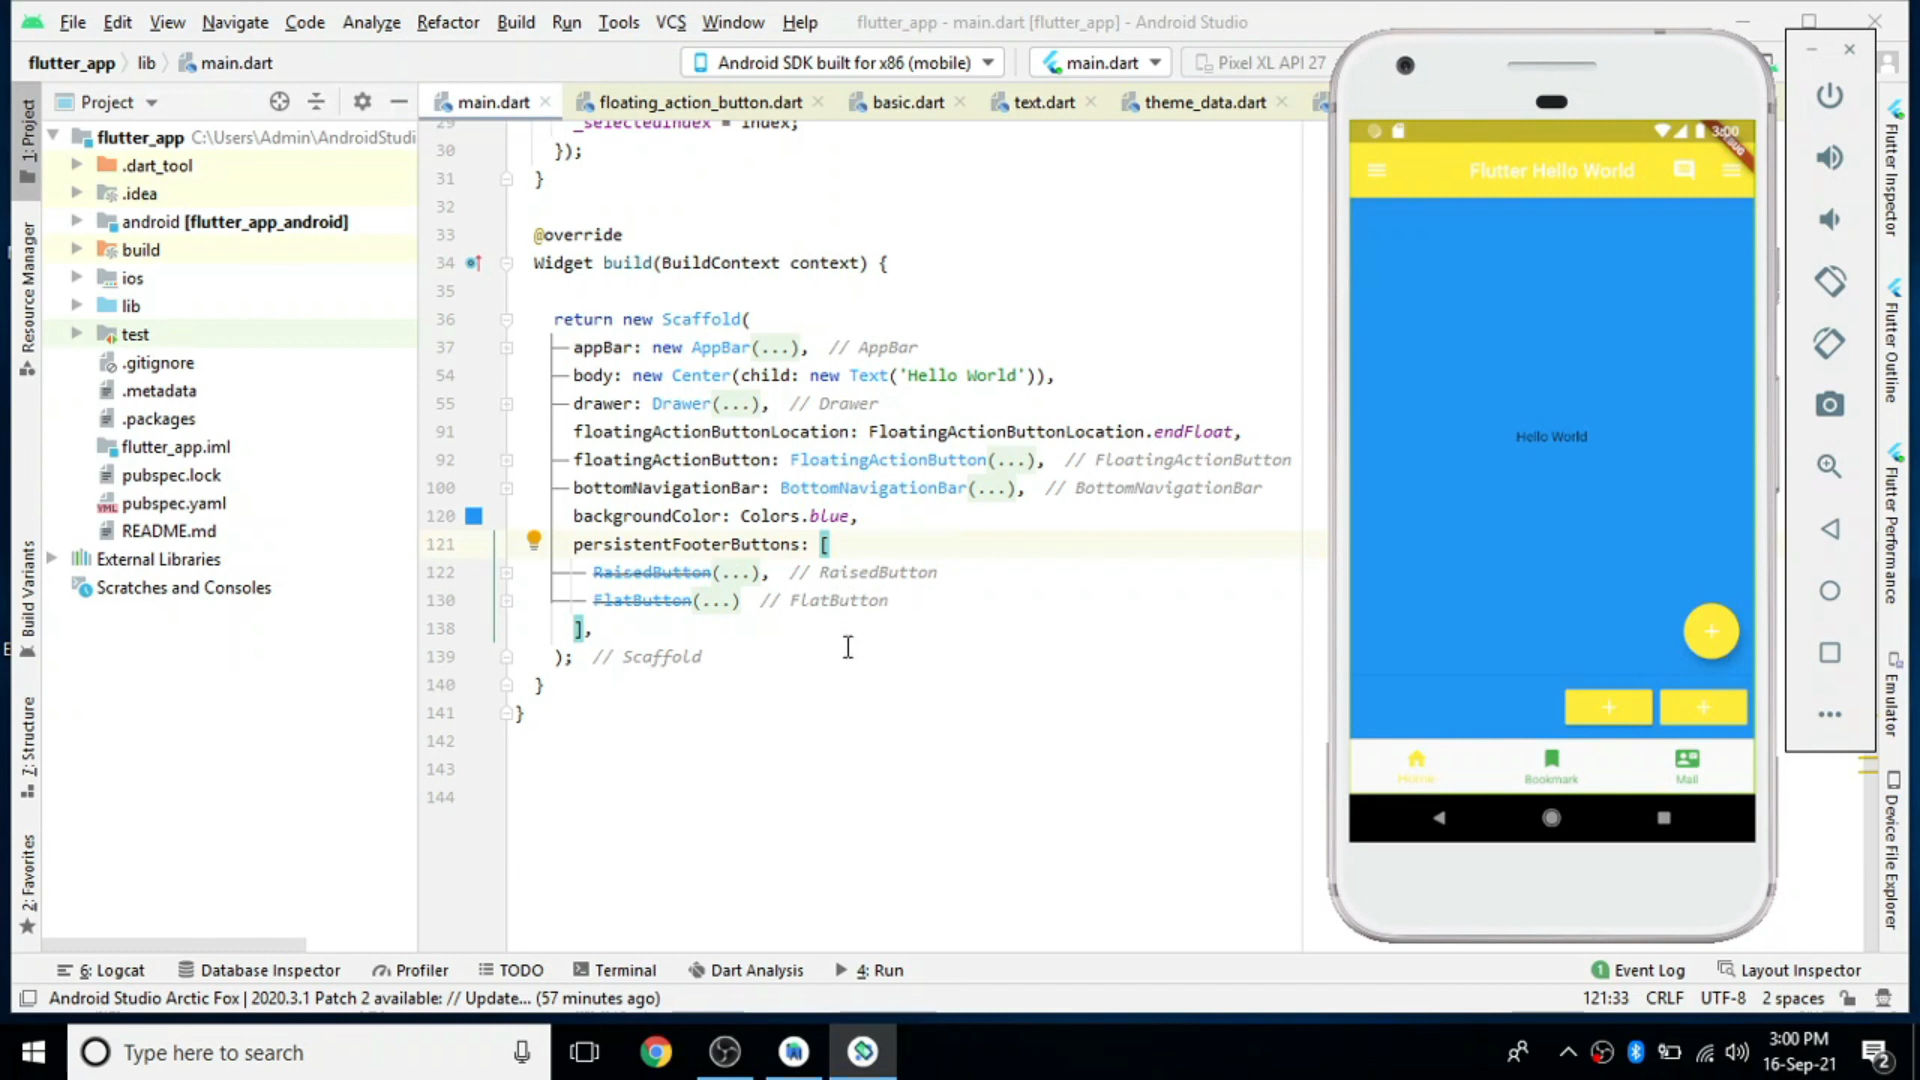 File Edit View Navigate Code Analyze Refactor Build Run Tools VCS Window Help flutter_app - main.dart [flutter_app] - Android Studio
flutter_app lib main.dart Android SDK built for x86 (mobile) main.dart Pixel XL API 27
Project main.dart floating_action_button.dart basic.dart text.dart theme_data.dart
flutter_app C:\Users\Admin\AndroidStudi
.dart_tool
.idea
android [flutter_app_android]
build
ios
lib
test
.gitignore
.metadata
.packages
flutter_app.iml
pubspec.lock
pubspec.yaml
README.md
External Libraries
Scratches and Consoles
1: Project
Resource Manager
Build Variants
7: Structure
2: Favorites
29 _selectedIndex = index;
30 });
31 }
32
33 @override
34 Widget build(BuildContext context) {
35
36 return new Scaffold(
37 appBar: new AppBar(...), // AppBar
54 body: new Center(child: new Text('Hello World')),
55 drawer: Drawer(...), // Drawer
91 floatingActionButtonLocation: FloatingActionButtonLocation.endFloat,
92 floatingActionButton: FloatingActionButton(...), // FloatingActionButton
100 bottomNavigationBar: BottomNavigationBar(...), // BottomNavigationBar
120 backgroundColor: Colors.blue,
121 persistentFooterButtons: [
122 RaisedButton(...), // RaisedButton
130 FlatButton(...) // FlatButton
138 ],
139 ); // Scaffold
140 }
141 }
142
143
144
3:00
DEBUG
Flutter Hello World
Hello World
Home Bookmark Mail
Flutter Inspector
Flutter Outline
Flutter Performance
Emulator
Device File Explorer
6: Logcat Database Inspector Profiler TODO Terminal Dart Analysis 4: Run 1 Event Log Layout Inspector
Android Studio Arctic Fox | 2020.3.1 Patch 2 available: // Update... (57 minutes ago) 121:33 CRLF UTF-8 2 spaces
Type here to search 3:00 PM
16-Sep-21 2